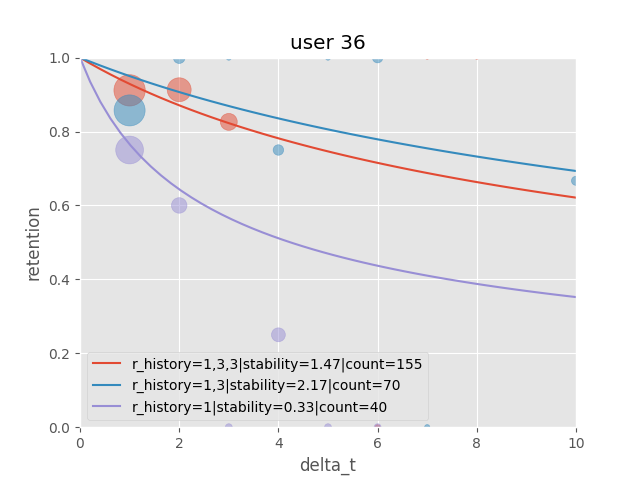 user 36
1.0
0.8
0.6
0.4
0.2
0.0
retention
r_history=1,3,3|stability=1.47|count=155
r_history=1,3|stability=2.17|count=70
r_history=1|stability=0.33|count=40
0 2 4 6 8 10
delta_t